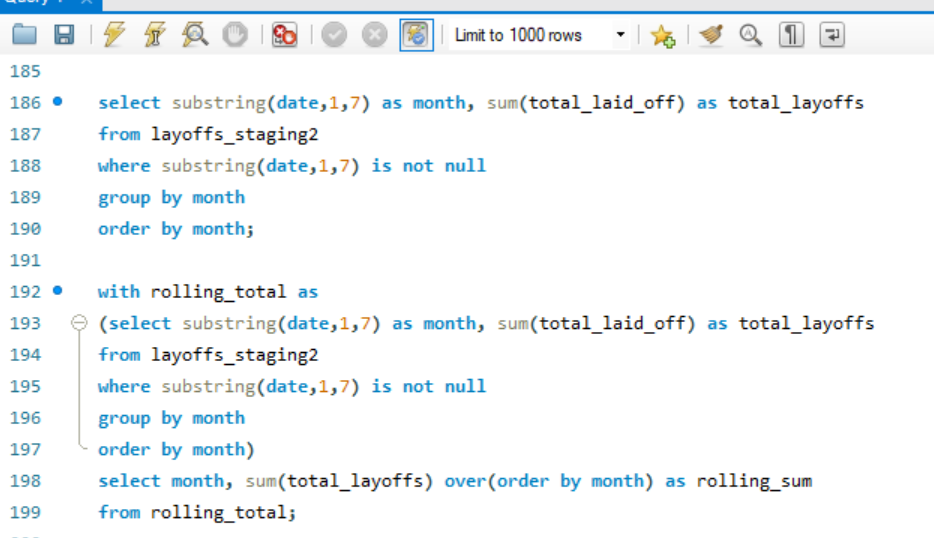 Limit to 1000 rows
185
186 select substring(date,1,7) as month, sum(total_laid_off) as total_layoffs
187 from layoffs_staging2
188 where substring(date,1,7) is not null
189 group by month
190 order by month;
191
192 with rolling_total as
193 (select substring(date,1,7) as month, sum(total_laid_off) as total_layoffs
194 from layoffs_staging2
195 where substring(date,1,7) is not null
196 group by month
197 order by month)
198 select month, sum(total_layoffs) over(order by month) as rolling_sum
199 from rolling_total;